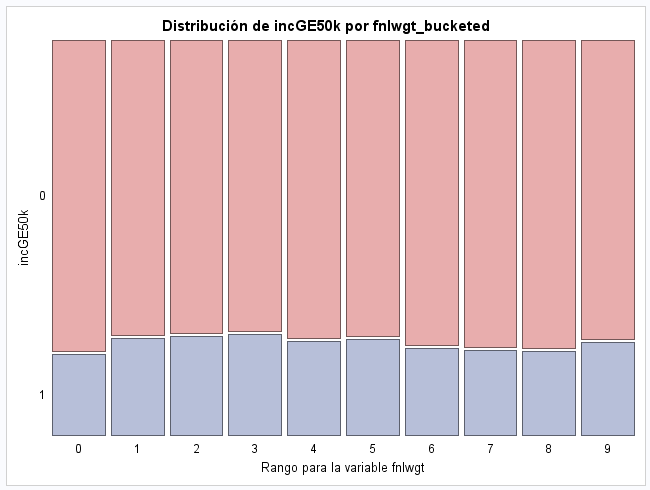 Distribución de incGE50k por fnlwgt_bucketed
incGE50k
0
1
0 1 2 3 4 5 6 7 8 9
Rango para la variable fnlwgt